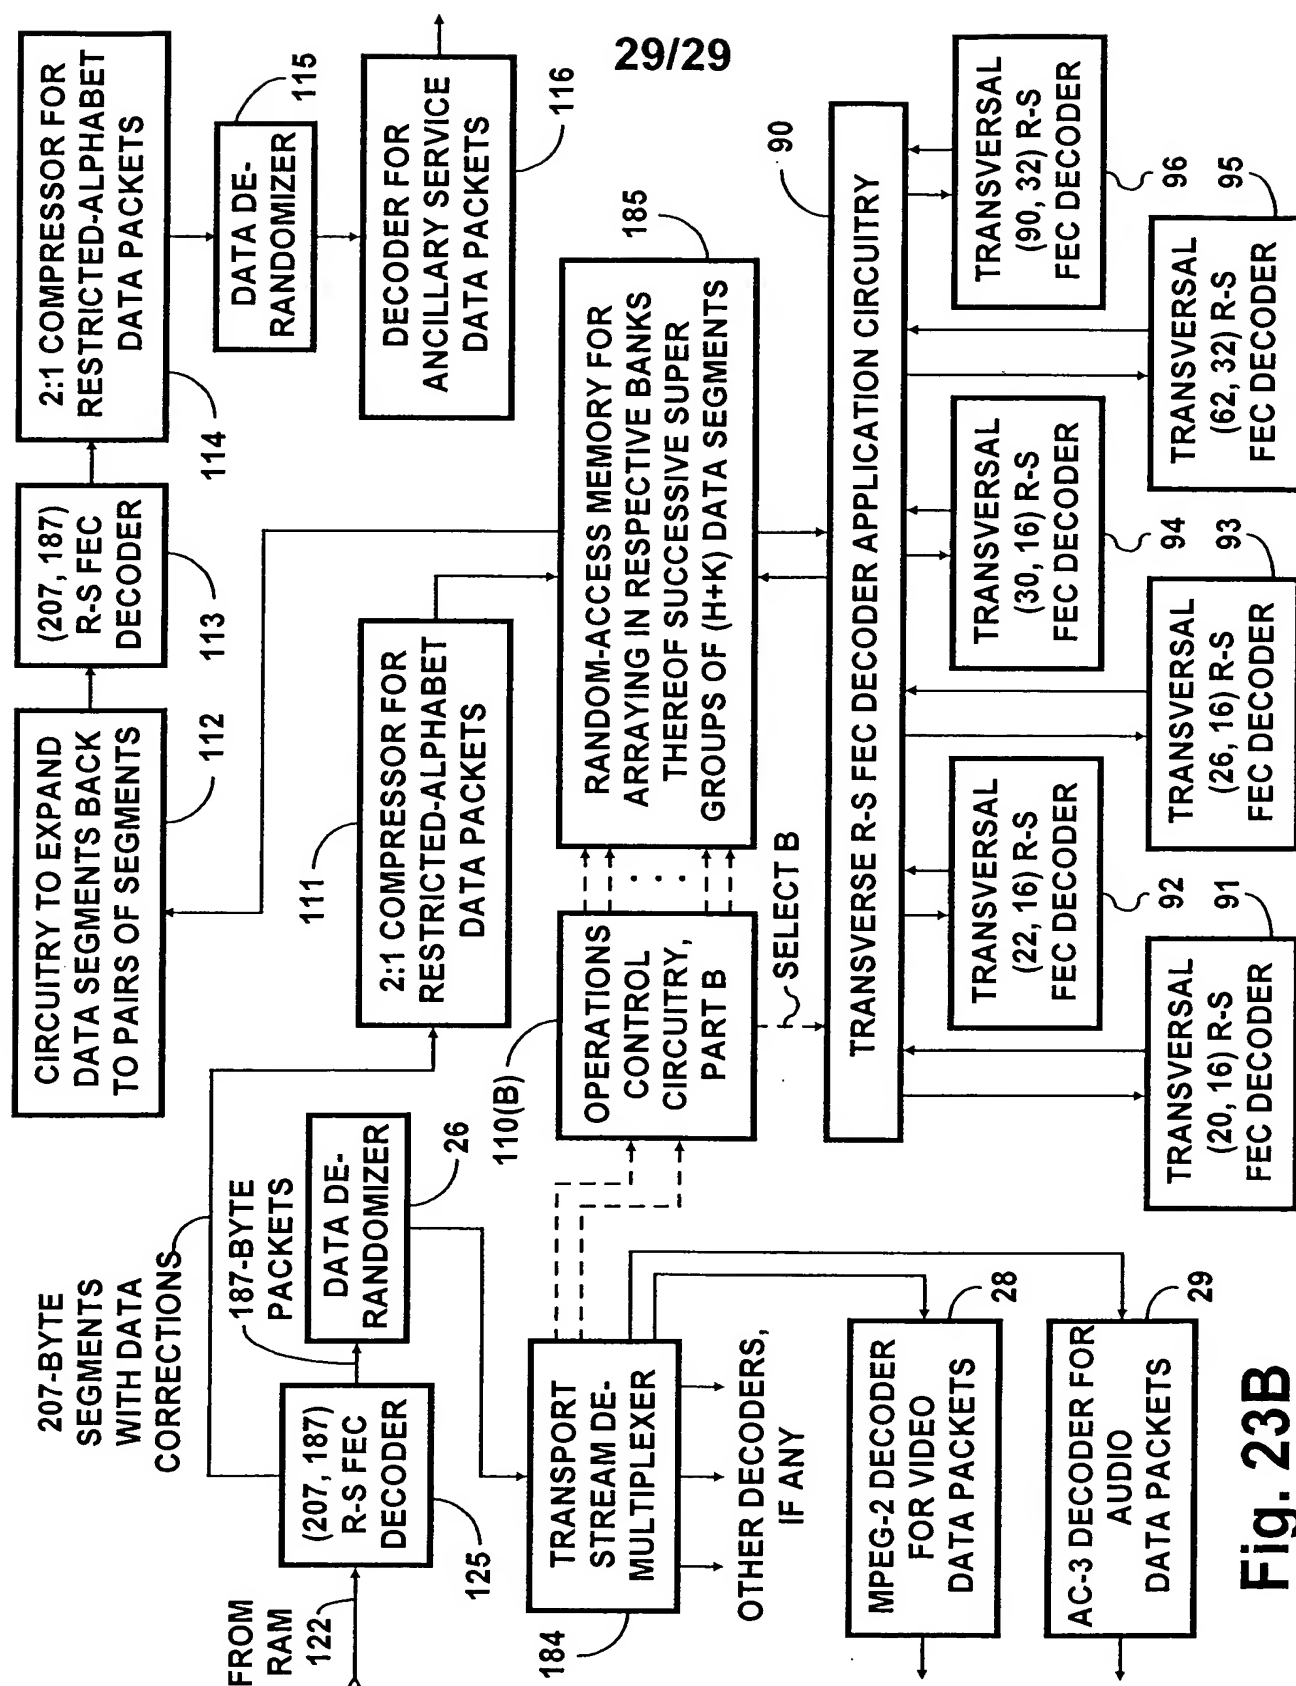 29/29
FROM
RAM
122
(207, 187)
R-S FEC
DECODER
125
207-BYTE
SEGMENTS
WITH DATA
CORRECTIONS
187-BYTE
PACKETS
DATA DE-
RANDOMIZER
26
CIRCUITRY TO EXPAND
DATA SEGMENTS BACK
TO PAIRS OF SEGMENTS
112
(207, 187)
R-S FEC
DECODER
113
2:1 COMPRESSOR FOR
RESTRICTED-ALPHABET
DATA PACKETS
114
DATA DE-
RANDOMIZER
115
DECODER FOR
ANCILLARY SERVICE
DATA PACKETS
116
111
2:1 COMPRESSOR FOR
RESTRICTED-ALPHABET
DATA PACKETS
TRANSPORT
STREAM DE-
MULTIPLEXER
184
110(B)
OPERATIONS
CONTROL
CIRCUITRY,
PART B
RANDOM-ACCESS MEMORY FOR
ARRAYING IN RESPECTIVE BANKS
THEREOF SUCCESSIVE SUPER
GROUPS OF (H+K) DATA SEGMENTS
185
SELECT B
OTHER DECODERS,
IF ANY
TRANSVERSE R-S FEC DECODER APPLICATION CIRCUITRY
90
MPEG-2 DECODER
FOR VIDEO
DATA PACKETS
28
AC-3 DECODER FOR
AUDIO
DATA PACKETS
29
TRANSVERSAL
(22, 16) R-S
FEC DECODER
92
TRANSVERSAL
(30, 16) R-S
FEC DECODER
94
TRANSVERSAL
(90, 32) R-S
FEC DECODER
96
TRANSVERSAL
(20, 16) R-S
FEC DECODER
91
TRANSVERSAL
(26, 16) R-S
FEC DECODER
93
TRANSVERSAL
(62, 32) R-S
FEC DECODER
95
Fig. 23B